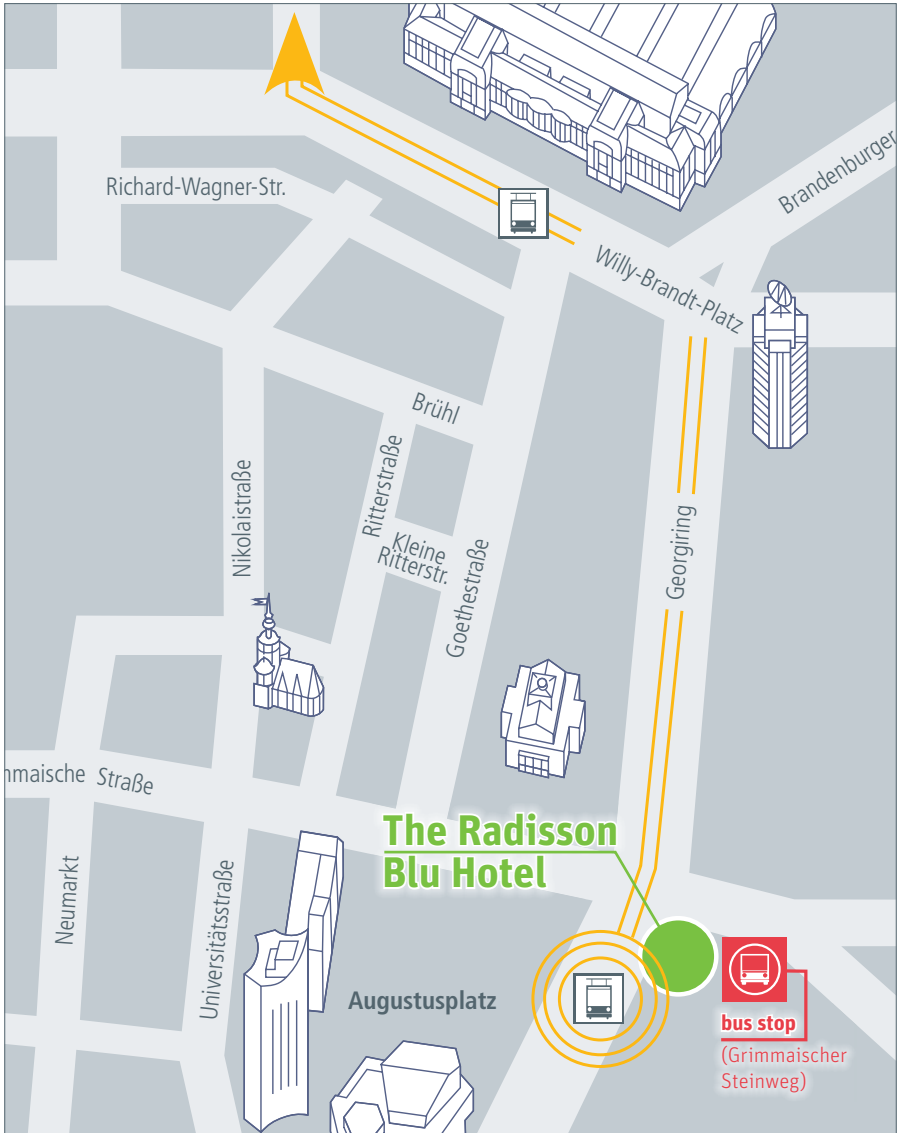 Richard-Wagner-Str.
Brandenburger
Willy-Brandt-Platz
Brühl
Nikolaistraße
Ritterstraße
Kleine
Ritterstr.
Goethestraße
Georgiring
mmaische Straße
The Radisson
Blu Hotel
Neumarkt
Universitätsstraße
Augustusplatz
bus stop
(Grimmaischer
Steinweg)